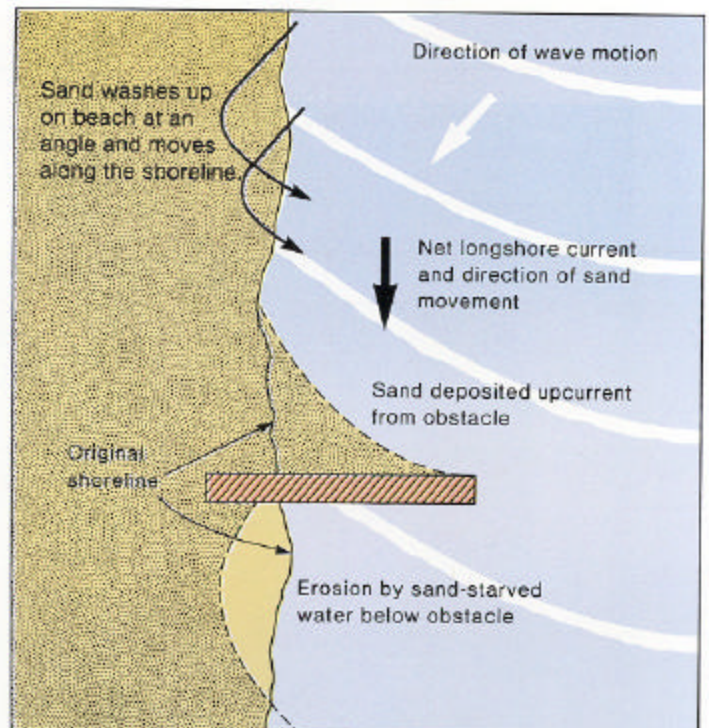 Direction of wave motion
Sand washes up
on beach at an
angle and moves
along the shoreline.
Net longshore current
and direction of sand
movement
Sand deposited upcurrent
from obstacle
Original
shoreline
Erosion by sand-starved
water below obstacle